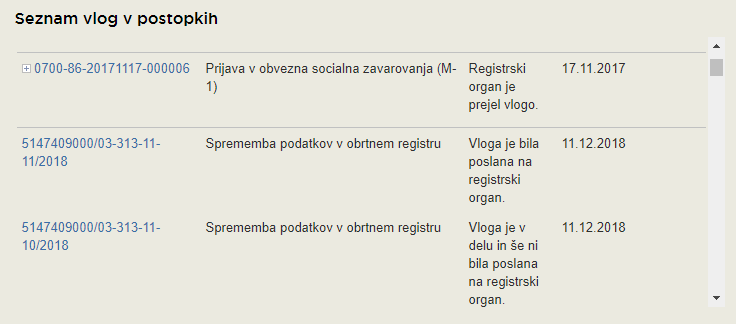 Seznam vlog v postopkih
0700-86-20171117-000006 Prijava v obvezna socialna zavarovanja (M- Registrski 17.11.2017
1) organ je
prejel vlogo.
5147409000/03-313-11- Sprememba podatkov v obrtnem registru Vloga je bila 11.12.2018
11/2018 poslana na
registrski
organ.
5147409000/03-313-11- Sprememba podatkov v obrtnem registru Vloga je v 11.12.2018
10/2018 delu in še ni
bila poslana
na registrski
organ.